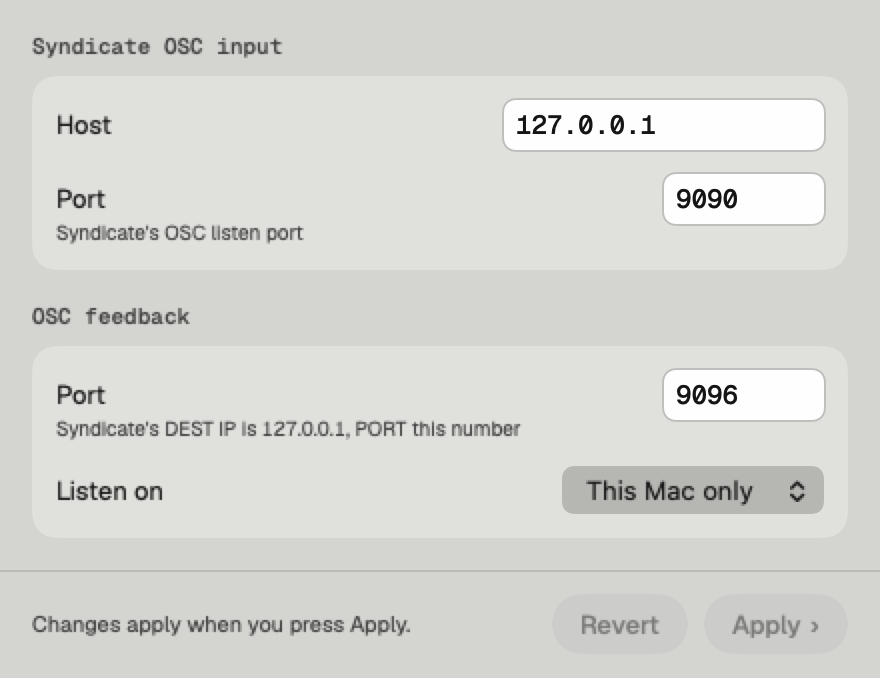 Syndicate OSC input
Host
127.0.0.1
Port
9090
Syndicate's OSC listen port
OSC feedback
Port
9096
Syndicate's DEST IP is 127.0.0.1, PORT this number
Listen on
This Mac only
Changes apply when you press Apply.
Revert
Apply ›